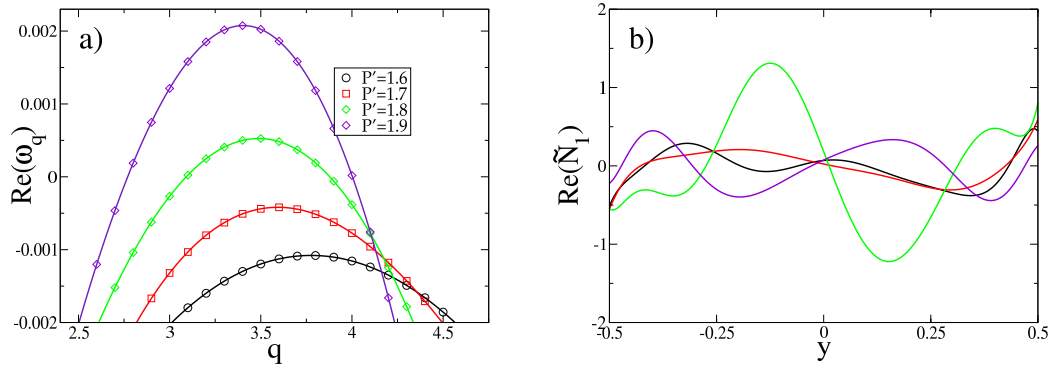 a)
0.002
0.001
0
-0.001
-0.002
Re(ω_q)
2.5 3 3.5 4 4.5
q
P'=1.6
P'=1.7
P'=1.8
P'=1.9
b)
2
1
0
-1
-2
Re(Ñ_1)
-0.5 -0.25 0 0.25 0.5
y